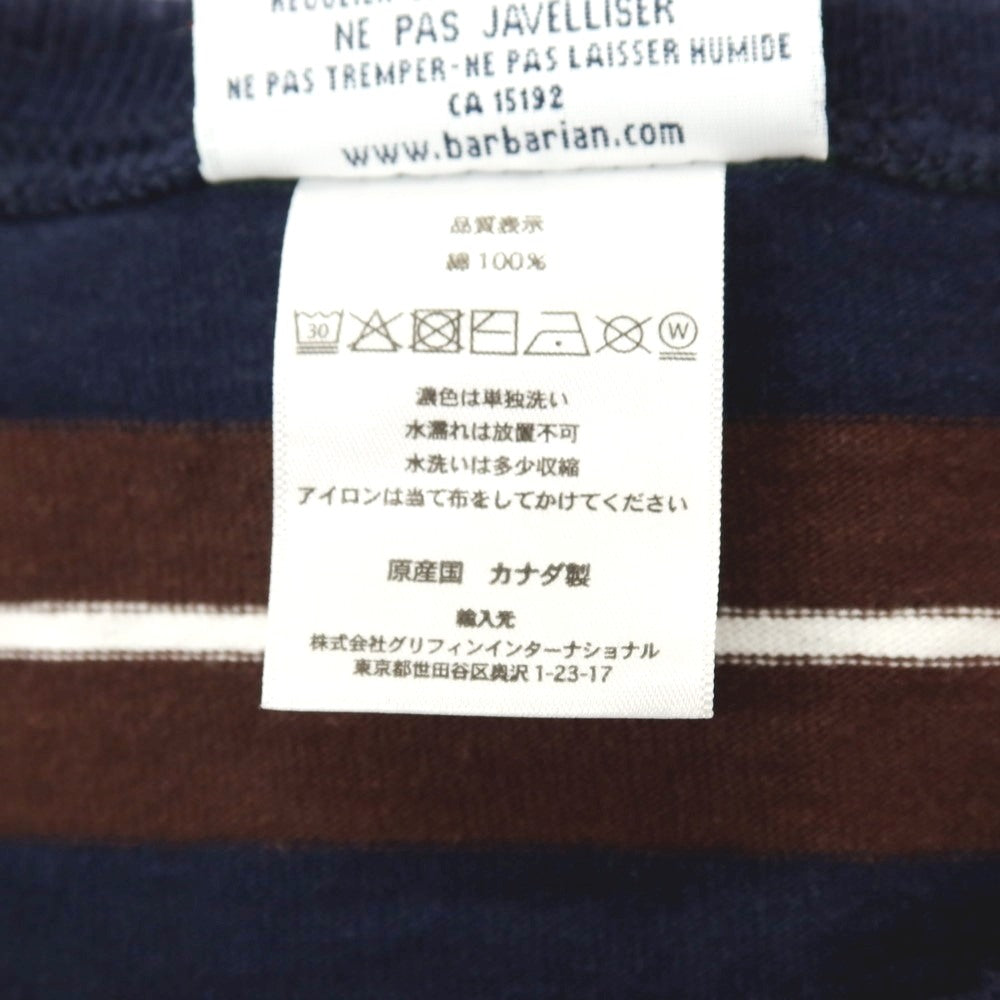 NE PAS JAVELLISER
NE PAS TREMPER-NE PAS LAISSER HUMIDE
CA 15192
www.barbarian.com
品質表示
綿 100%
30
W
濃色は単独洗い
水濡れは放置不可
水洗いは多少収縮
アイロンは当て布をしてかけてください
原産国 カナダ製
輸入元
株式会社グリフィンインターナショナル
東京都世田谷区奥沢 1-23-17